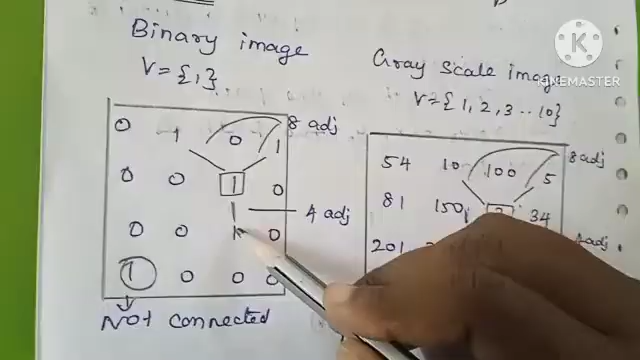 Binary image
V = {1}
0 1 0 1
8 adj
0 0 1 0
4 adj
0 0 1 0
1 0 0 0
Not connected
Gray Scale image
V = {1, 2, 3 .. 10}
54 10 100 5
8 adj
81 150 34
201
4 adj
KINEMASTER